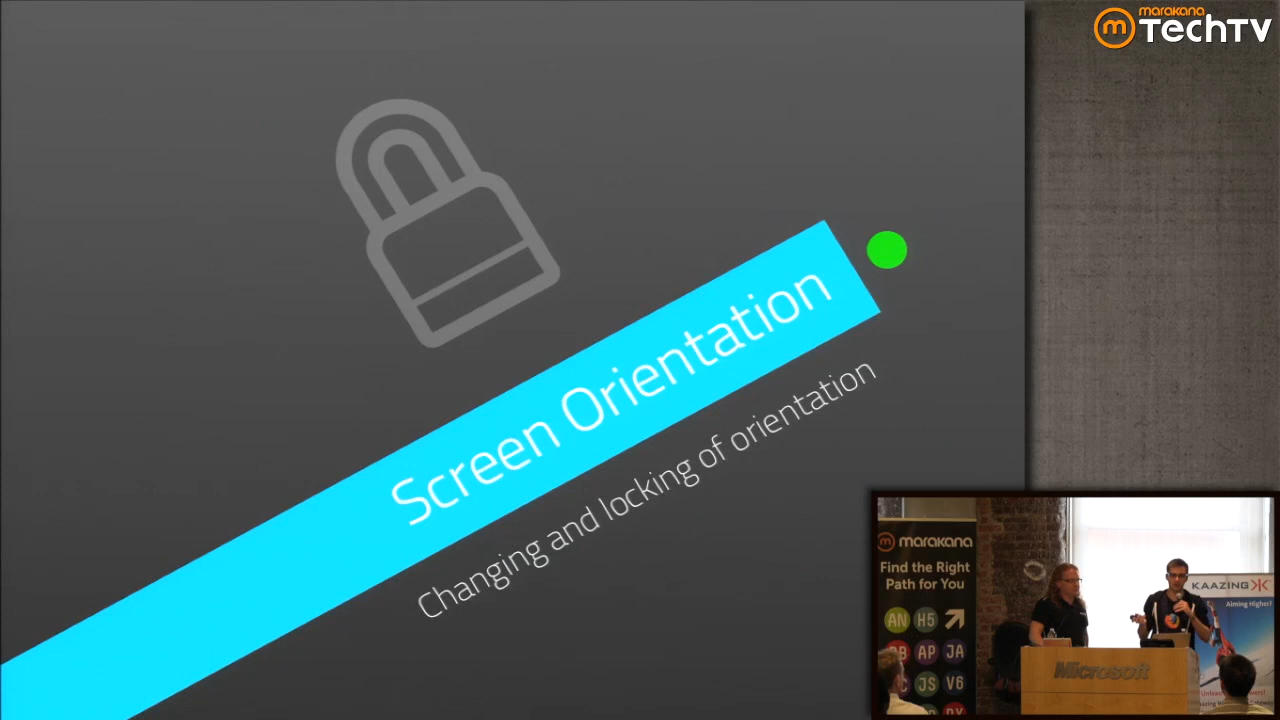 marakana
TechTV
Screen Orientation
Changing and locking of orientation
marakana
Find the Right
Path for You
AN H5
AP JA
JS V6
KAAZING
Aiming Higher?
Microsoft